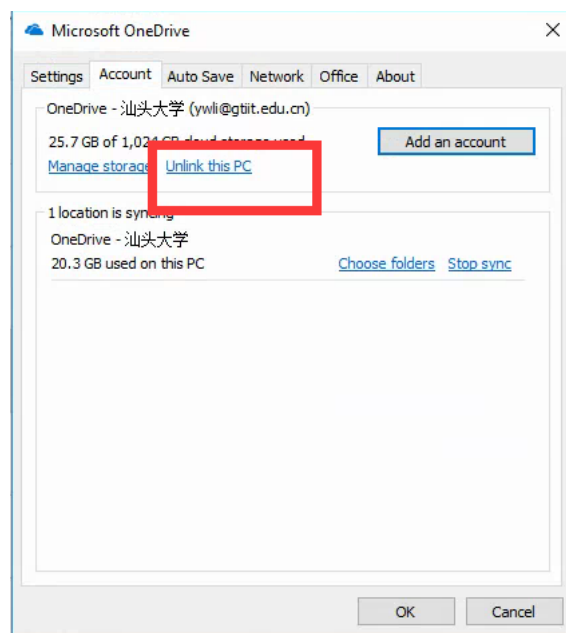 Microsoft OneDrive
Settings Account Auto Save Network Office About
OneDrive - 汕头大学 (ywli@gtiit.edu.cn)
25.7 GB of 1,024 GB cloud storage used
Add an account
Manage storage Unlink this PC
1 location is syncing
OneDrive - 汕头大学
20.3 GB used on this PC Choose folders Stop sync
OK Cancel